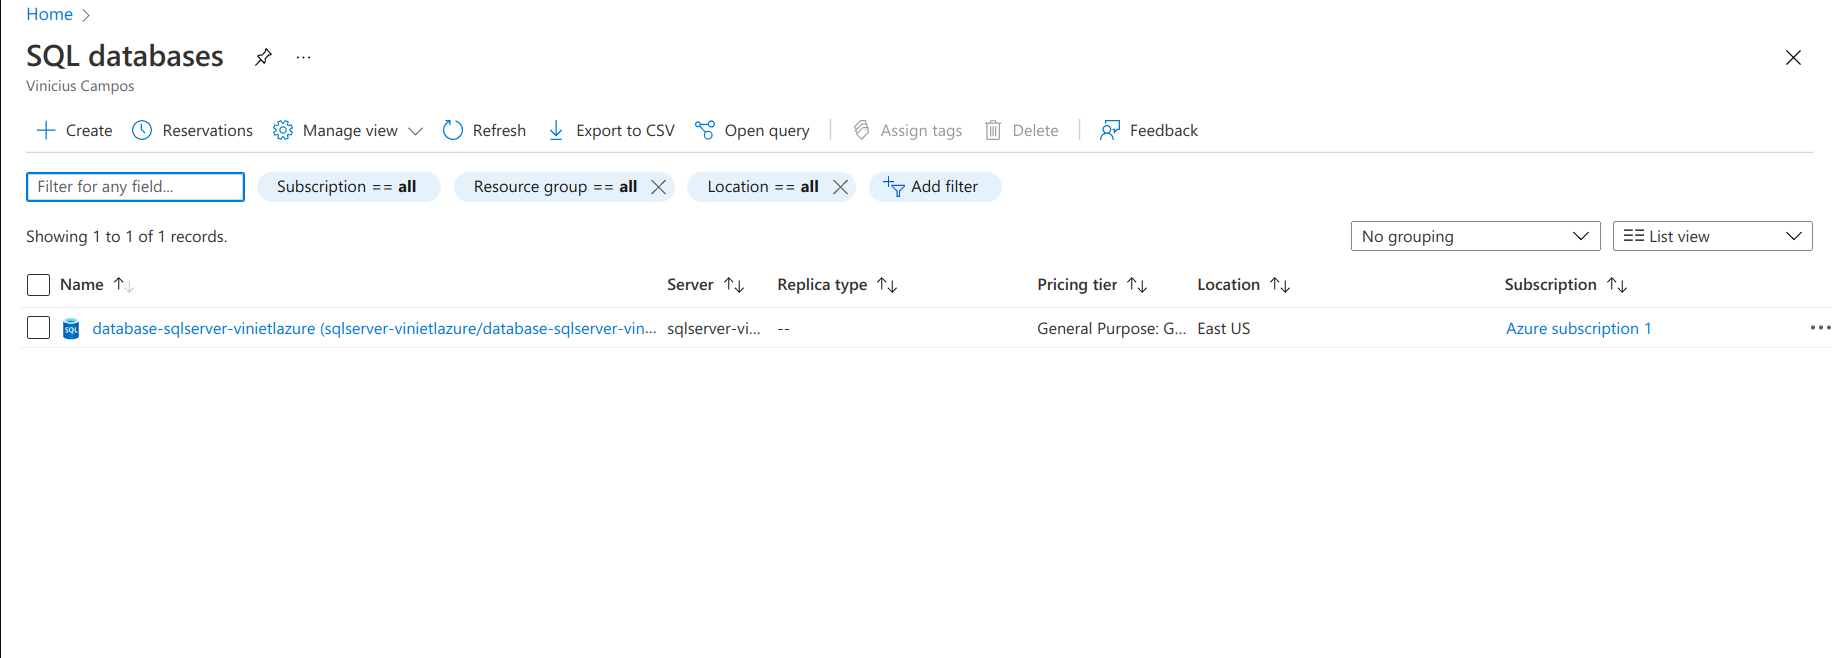 Home
SQL databases
Vinicius Campos
Create Reservations Manage view Refresh Export to CSV Open query Assign tags Delete Feedback
Filter for any field... Subscription == all Resource group == all Location == all Add filter
Showing 1 to 1 of 1 records. No grouping List view
Name Server Replica type Pricing tier Location Subscription
SQL database-sqlserver-vinietlazure (sqlserver-vinietlazure/database-sqlserver-vin... sqlserver-vi... -- General Purpose: G... East US Azure subscription 1